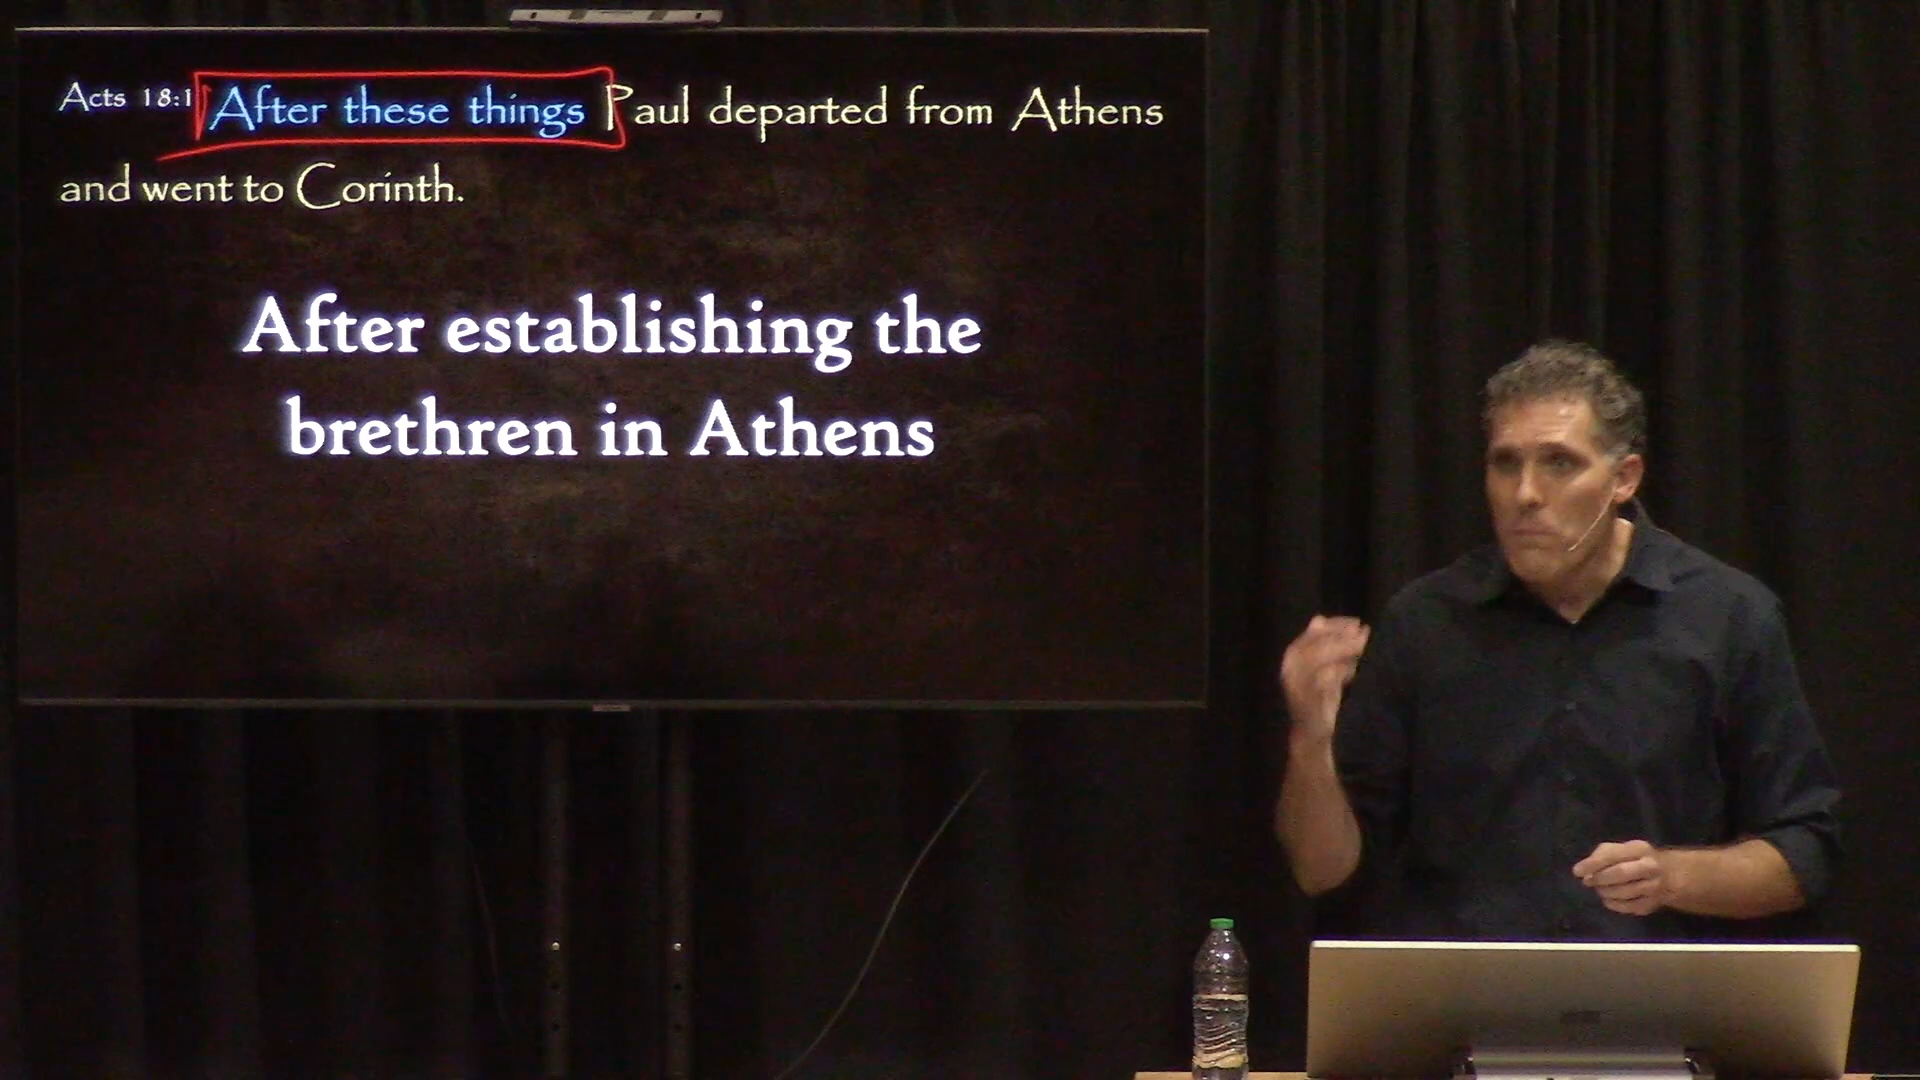 Acts 18:1 After these things Paul departed from Athens
and went to Corinth.
After establishing the
brethren in Athens